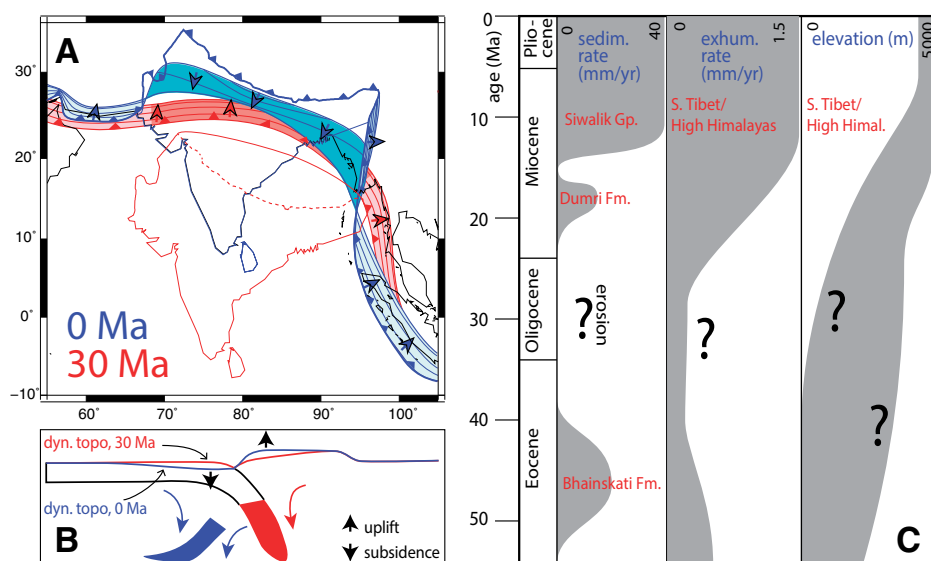 A
30°
20°
10°
0°
−10°
0 Ma
30 Ma
60°
70°
80°
90°
100°
dyn. topo, 30 Ma
dyn. topo, 0 Ma
B
uplift
subsidence
age (Ma)
0
10
20
30
40
50
Plio-
cene
Miocene
Oligocene
Eocene
0
40
sedim.
rate
(mm/yr)
Siwalik Gp.
Dumri Fm.
?
erosion
Bhainskati Fm.
0
1.5
exhum.
rate
(mm/yr)
S. Tibet/
High Himalayas
?
0
5000
elevation (m)
S. Tibet/
High Himal.
?
?
C